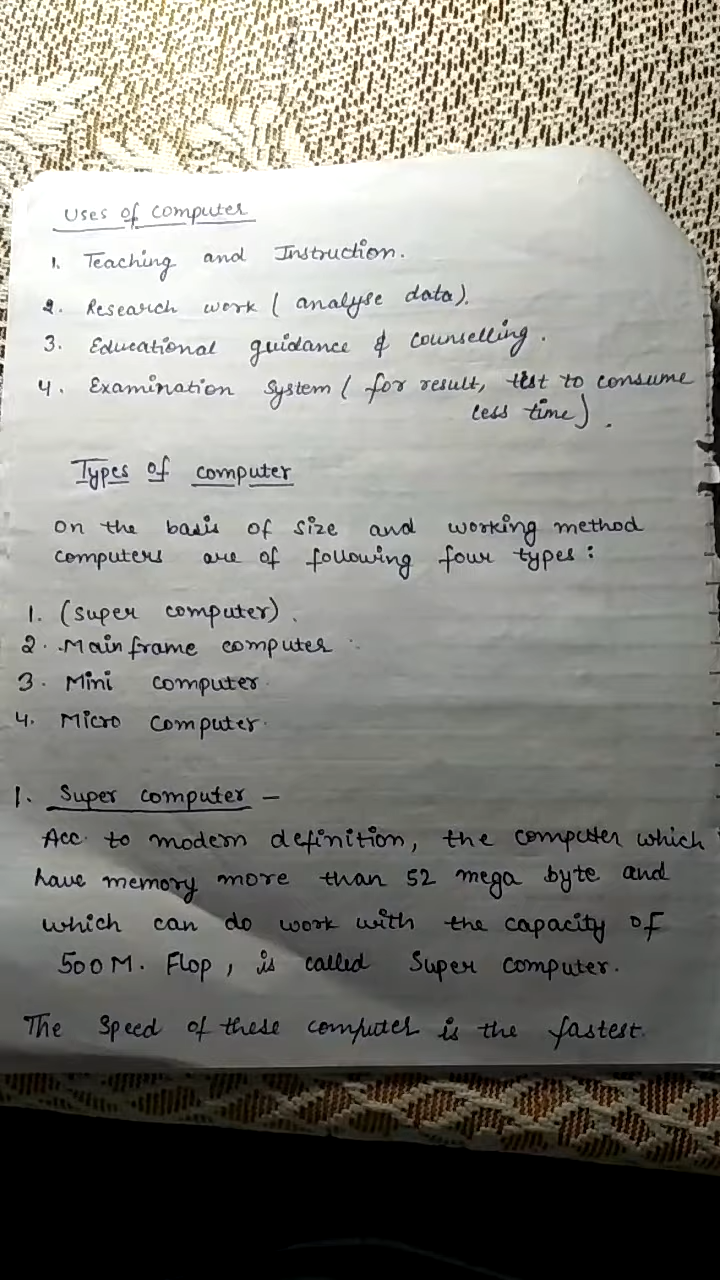 Uses of computer
1. Teaching and Instruction.
2. Research work ( analyse data).
3. Educational guidance & counselling.
4. Examination system ( for result, test to consume
less time).
Types of computer
On the basis of size and working method
computers are of following four types :
1. (super computer).
2. Main frame computer
3. Mini computer
4. Micro computer.
1. Super computer –
Acc. to modern definition, the computer which
have memory more than 52 mega byte and
which can do work with the capacity of
500 M. Flop, is called Super computer.
The Speed of these computer is the fastest.